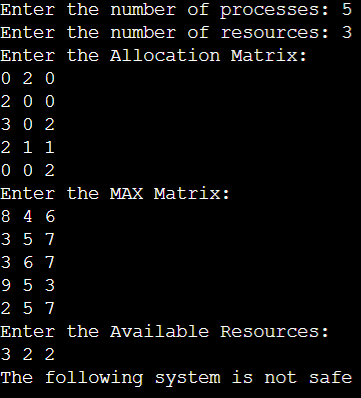 Enter the number of processes: 5
Enter the number of resources: 3
Enter the Allocation Matrix:
0 2 0
2 0 0
3 0 2
2 1 1
0 0 2
Enter the MAX Matrix:
8 4 6
3 5 7
3 6 7
9 5 3
2 5 7
Enter the Available Resources:
3 2 2
The following system is not safe